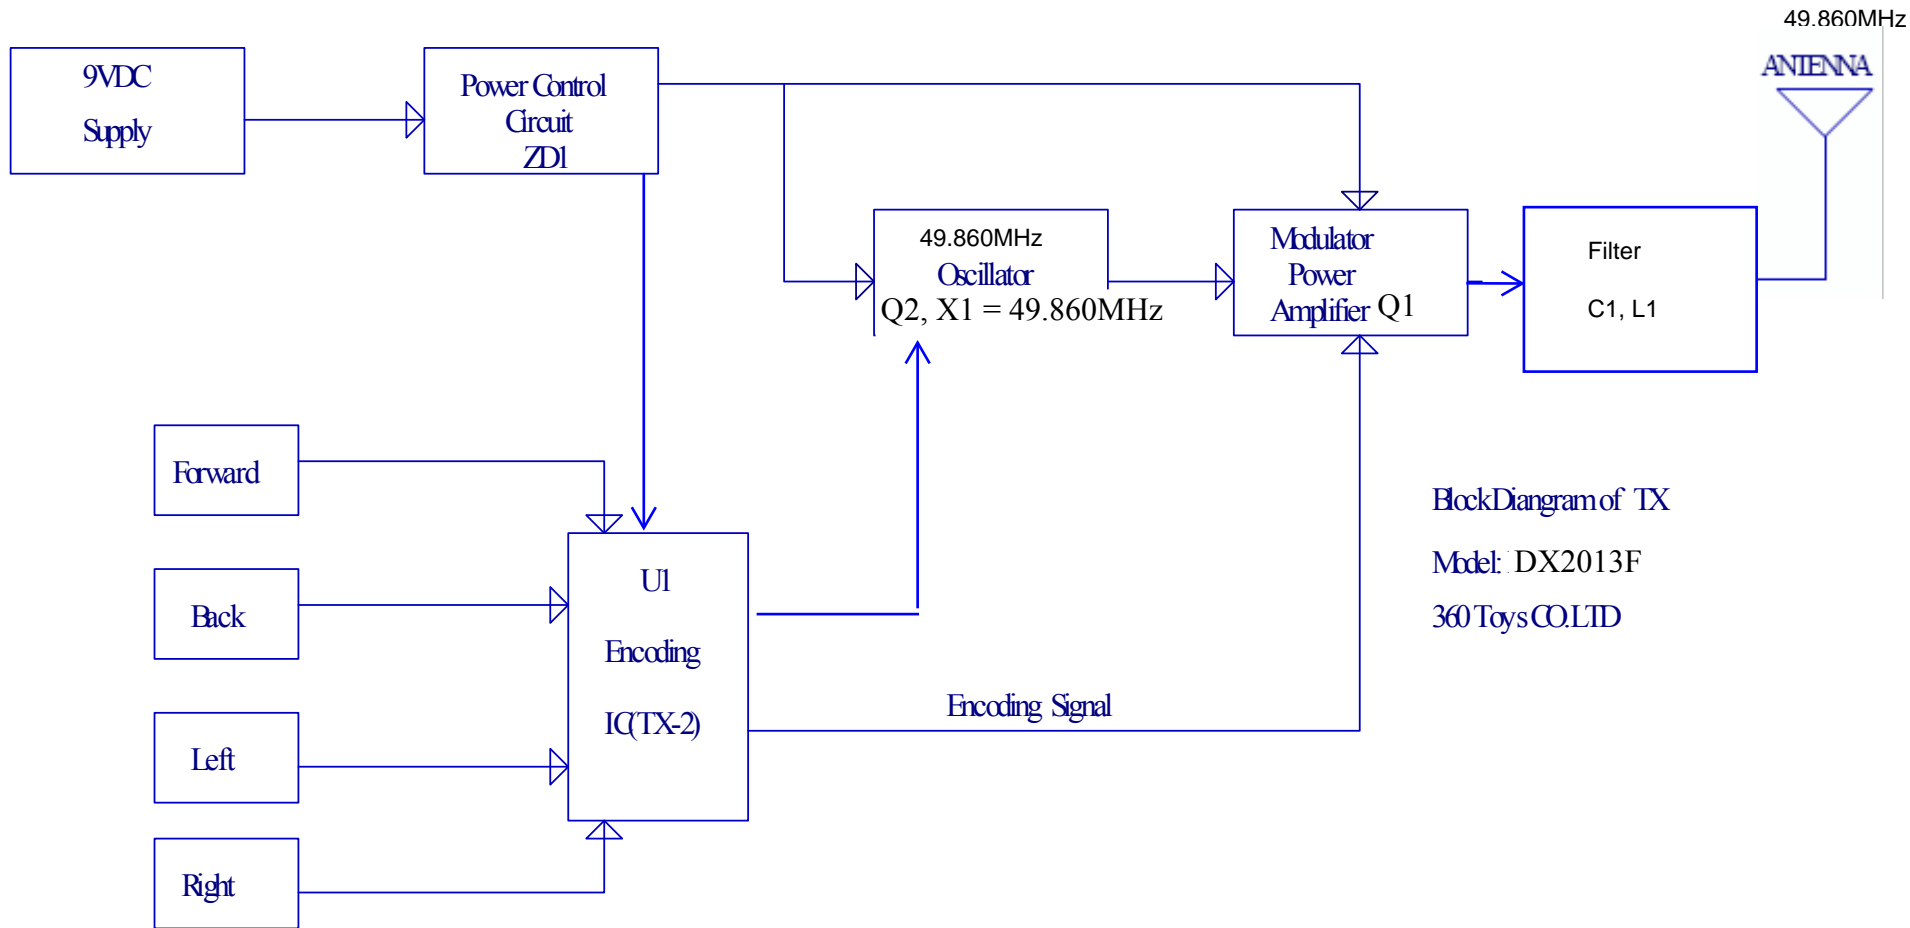 49.860MHz
ANTENNA
9VDC
Supply
Power Control
Circuit
ZD1
49.860MHz
Oscillator
Q2, X1 = 49.860MHz
Modulator
Power
Amplifier Q1
Filter
C1, L1
Forward
Back
Left
Right
U1
Encoding
IC(TX-2)
Encoding Signal
Block Diangram of TX
Model: DX2013F
360 Toys CO.LTD